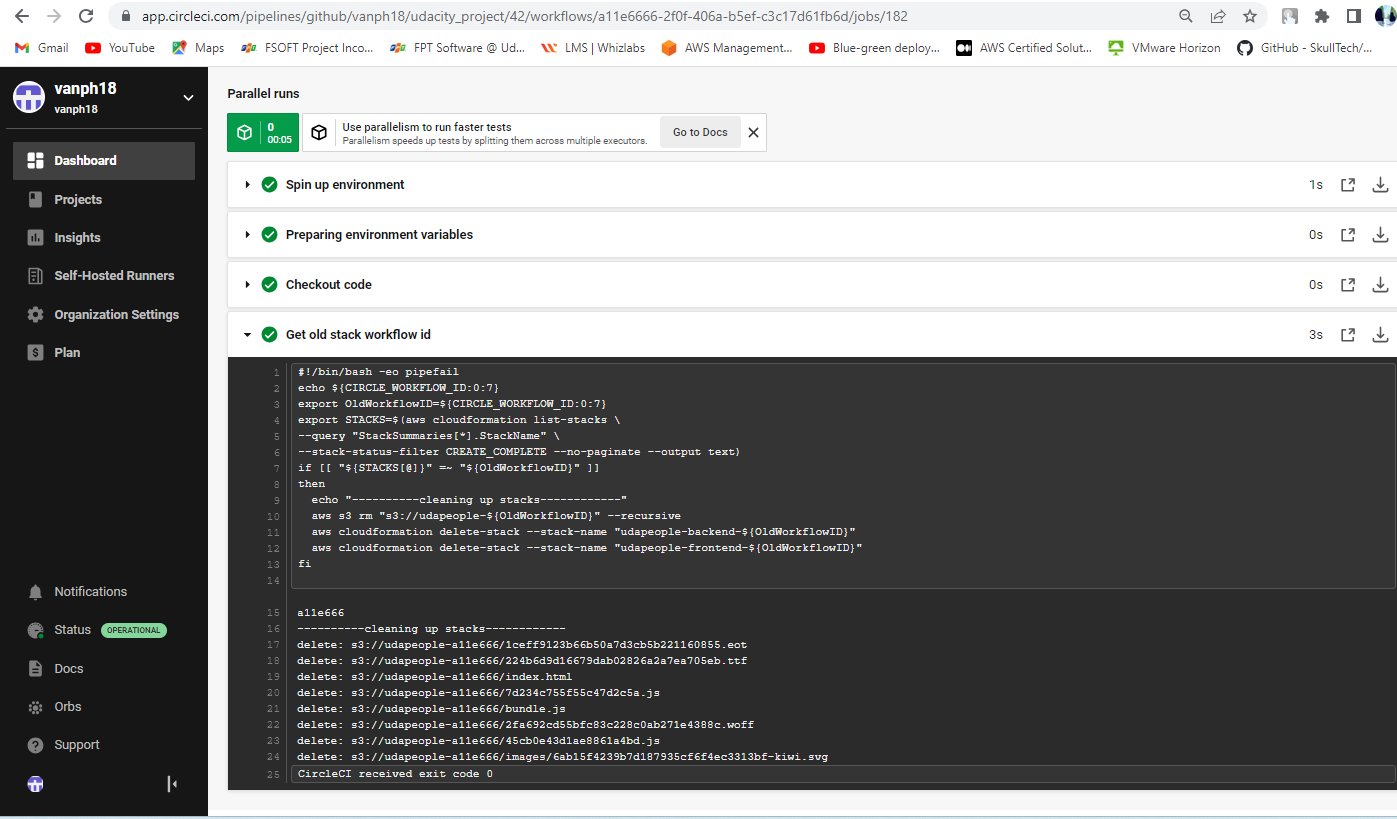 app.circleci.com/pipelines/github/vanph18/udacity_project/42/workflows/a11e6666-2f0f-406a-b5ef-c3c17d61fb6d/jobs/182
Gmail YouTube Maps FSOFT Project Inco... FPT Software @ Ud... LMS | Whizlabs AWS Management... Blue-green deploy... AWS Certified Solut... VMware Horizon GitHub - SkullTech/...
vanph18
vanph18
Dashboard
Projects
Insights
Self-Hosted Runners
Organization Settings
Plan
Notifications
Status OPERATIONAL
Docs
Orbs
Support
Parallel runs
0
00:05
Use parallelism to run faster tests
Parallelism speeds up tests by splitting them across multiple executors.
Go to Docs
Spin up environment 1s
Preparing environment variables 0s
Checkout code 0s
Get old stack workflow id 3s
1 #!/bin/bash -eo pipefail
2 echo ${CIRCLE_WORKFLOW_ID:0:7}
3 export OldWorkflowID=${CIRCLE_WORKFLOW_ID:0:7}
4 export STACKS=$(aws cloudformation list-stacks \
5 --query "StackSummaries[*].StackName" \
6 --stack-status-filter CREATE_COMPLETE --no-paginate --output text)
7 if [[ "${STACKS[@]}" =~ "${OldWorkflowID}" ]]
8 then
9 echo "----------cleaning up stacks------------"
10 aws s3 rm "s3://udapeople-${OldWorkflowID}" --recursive
11 aws cloudformation delete-stack --stack-name "udapeople-backend-${OldWorkflowID}"
12 aws cloudformation delete-stack --stack-name "udapeople-frontend-${OldWorkflowID}"
13 fi
14
15 a11e666
16 ----------cleaning up stacks------------
17 delete: s3://udapeople-a11e666/1ceff9123b66b50a7d3cb5b221160855.eot
18 delete: s3://udapeople-a11e666/224b6d9d16679dab02826a2a7ea705eb.ttf
19 delete: s3://udapeople-a11e666/index.html
20 delete: s3://udapeople-a11e666/7d234c755f55c47d2c5a.js
21 delete: s3://udapeople-a11e666/bundle.js
22 delete: s3://udapeople-a11e666/2fa692cd55bfc83c228c0ab271e4388c.woff
23 delete: s3://udapeople-a11e666/45cb0e43d1ae8861a4bd.js
24 delete: s3://udapeople-a11e666/images/6ab15f4239b7d187935cf6f4ec3313bf-kiwi.svg
25 CircleCI received exit code 0